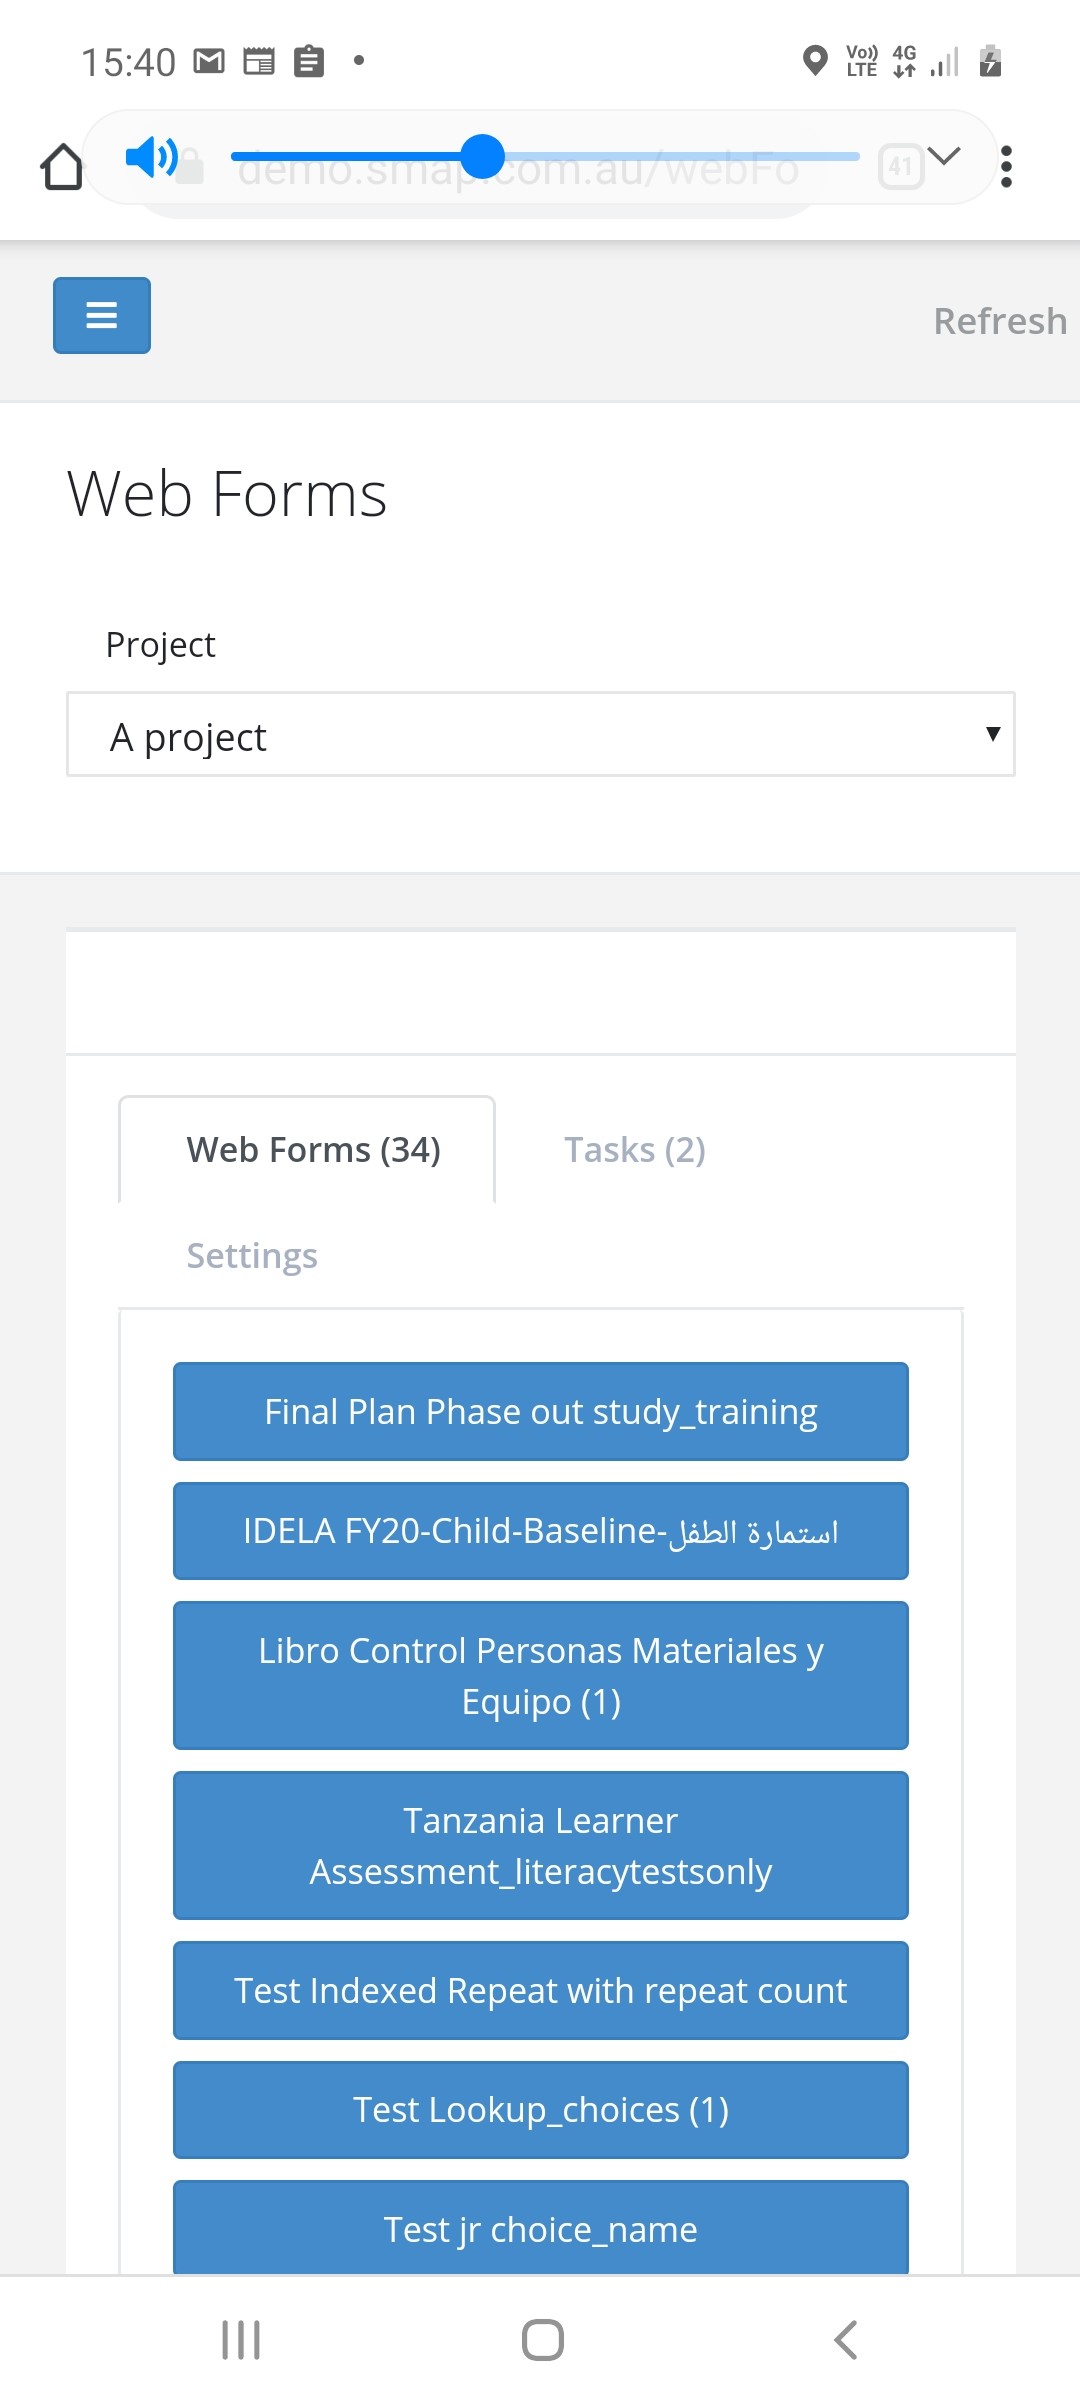 15:40
Vo)) LTE 4G
demo.smap.com.au/webFo
41
Refresh
Web Forms
Project
A project
Web Forms (34)
Tasks (2)
Settings
Final Plan Phase out study_training
IDELA FY20-Child-Baseline-استمارة الطفل
Libro Control Personas Materiales y
Equipo (1)
Tanzania Learner
Assessment_literacytestsonly
Test Indexed Repeat with repeat count
Test Lookup_choices (1)
Test jr choice_name